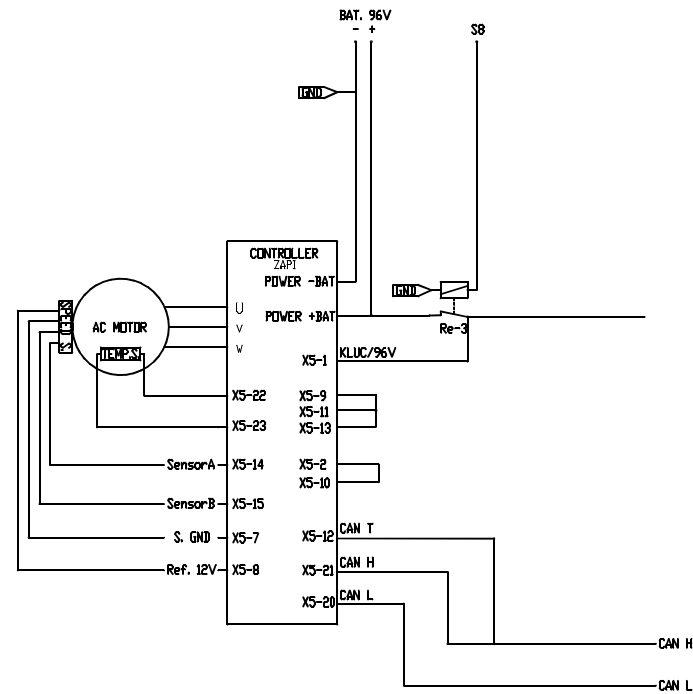 BAT. 96V
- +
S8
GND
CONTROLLER
ZAPI
POWER -BAT
GND
POWER +BAT
Re-3
U
V
W
SPEED S.
AC MOTOR
TEMP.S.
X5-1
KLUC/96V
X5-22
X5-9
X5-11
X5-23
X5-13
SensorA
X5-14
X5-2
X5-10
SensorB
X5-15
S. GND
X5-7
X5-12
CAN T
Ref. 12V
X5-8
X5-21
CAN H
X5-20
CAN L
CAN H
CAN L